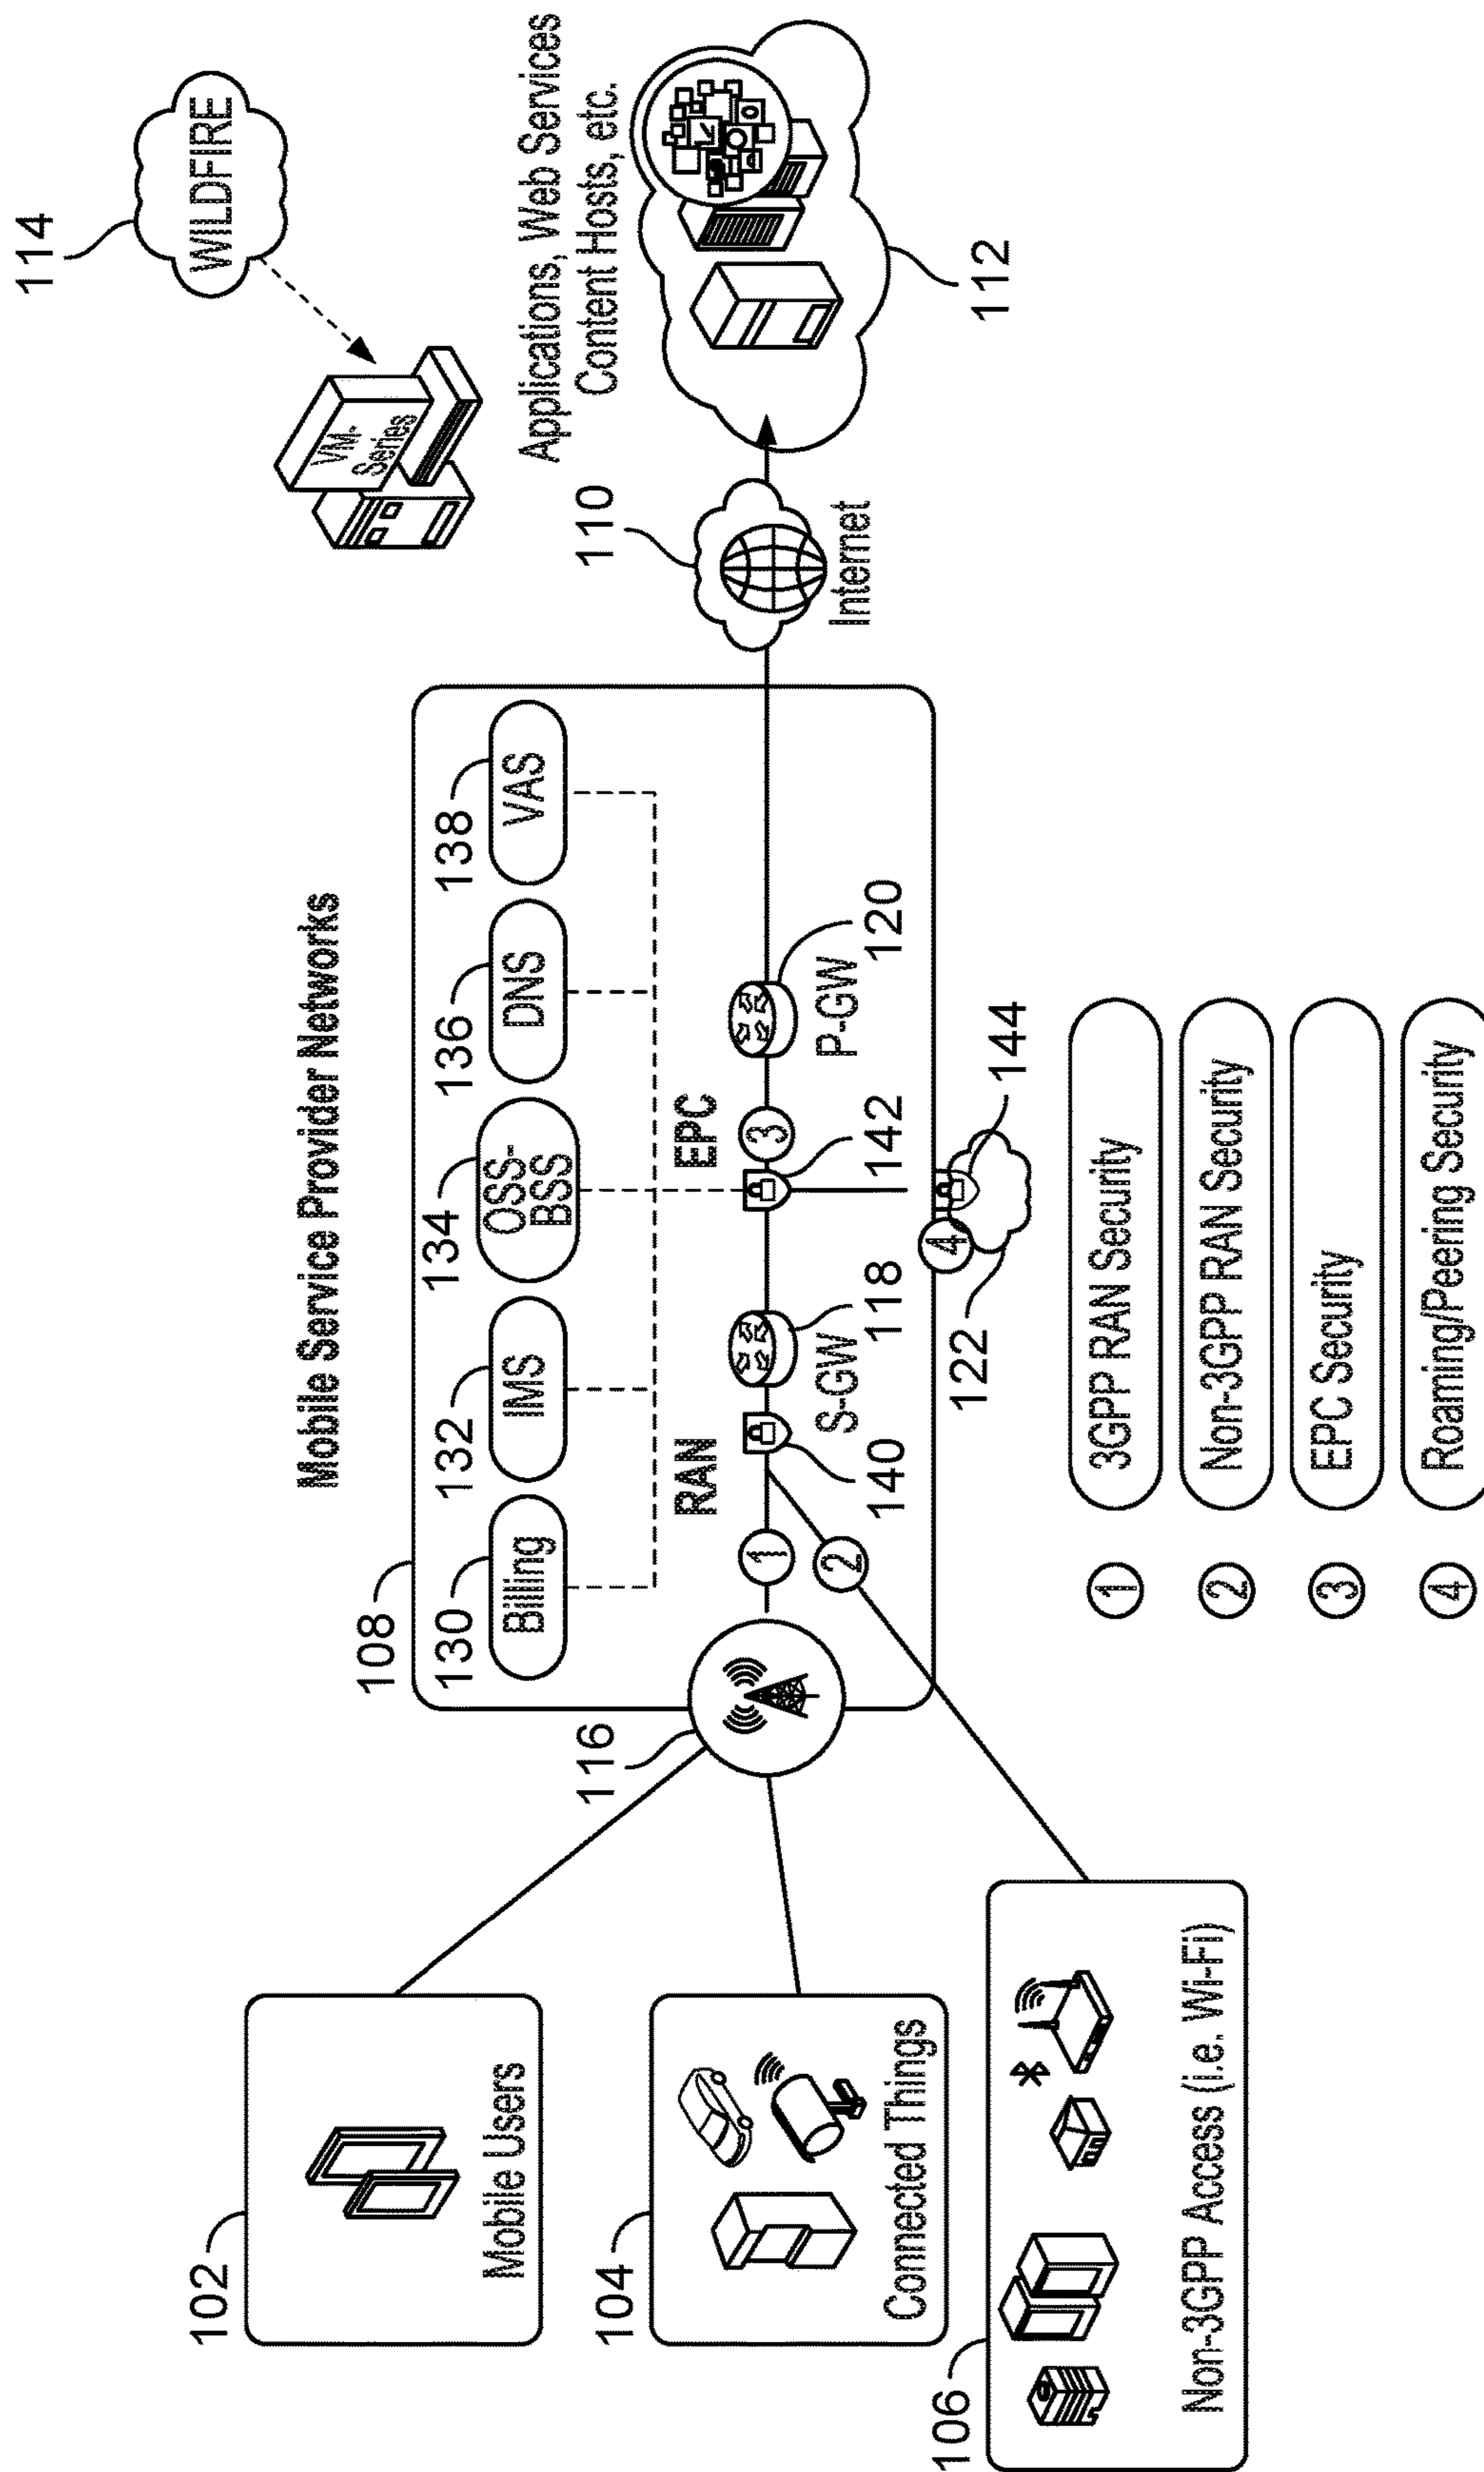 Mobile Service Provider Networks
102
Mobile Users
104
Connected Things
106
Non-3GPP Access (i.e. Wi-Fi)
108
116
130
Billing
132
IMS
134
OSS-
BSS
136
DNS
138
VAS
RAN
EPC
1
2
3
4
140
S-GW
118
142
P-GW
120
122
144
110
Internet
114
WILDFIRE
VM-
Series
Applications, Web Services
Content Hosts, etc.
112
1 3GPP RAN Security
2 Non-3GPP RAN Security
3 EPC Security
4 Roaming/Peering Security